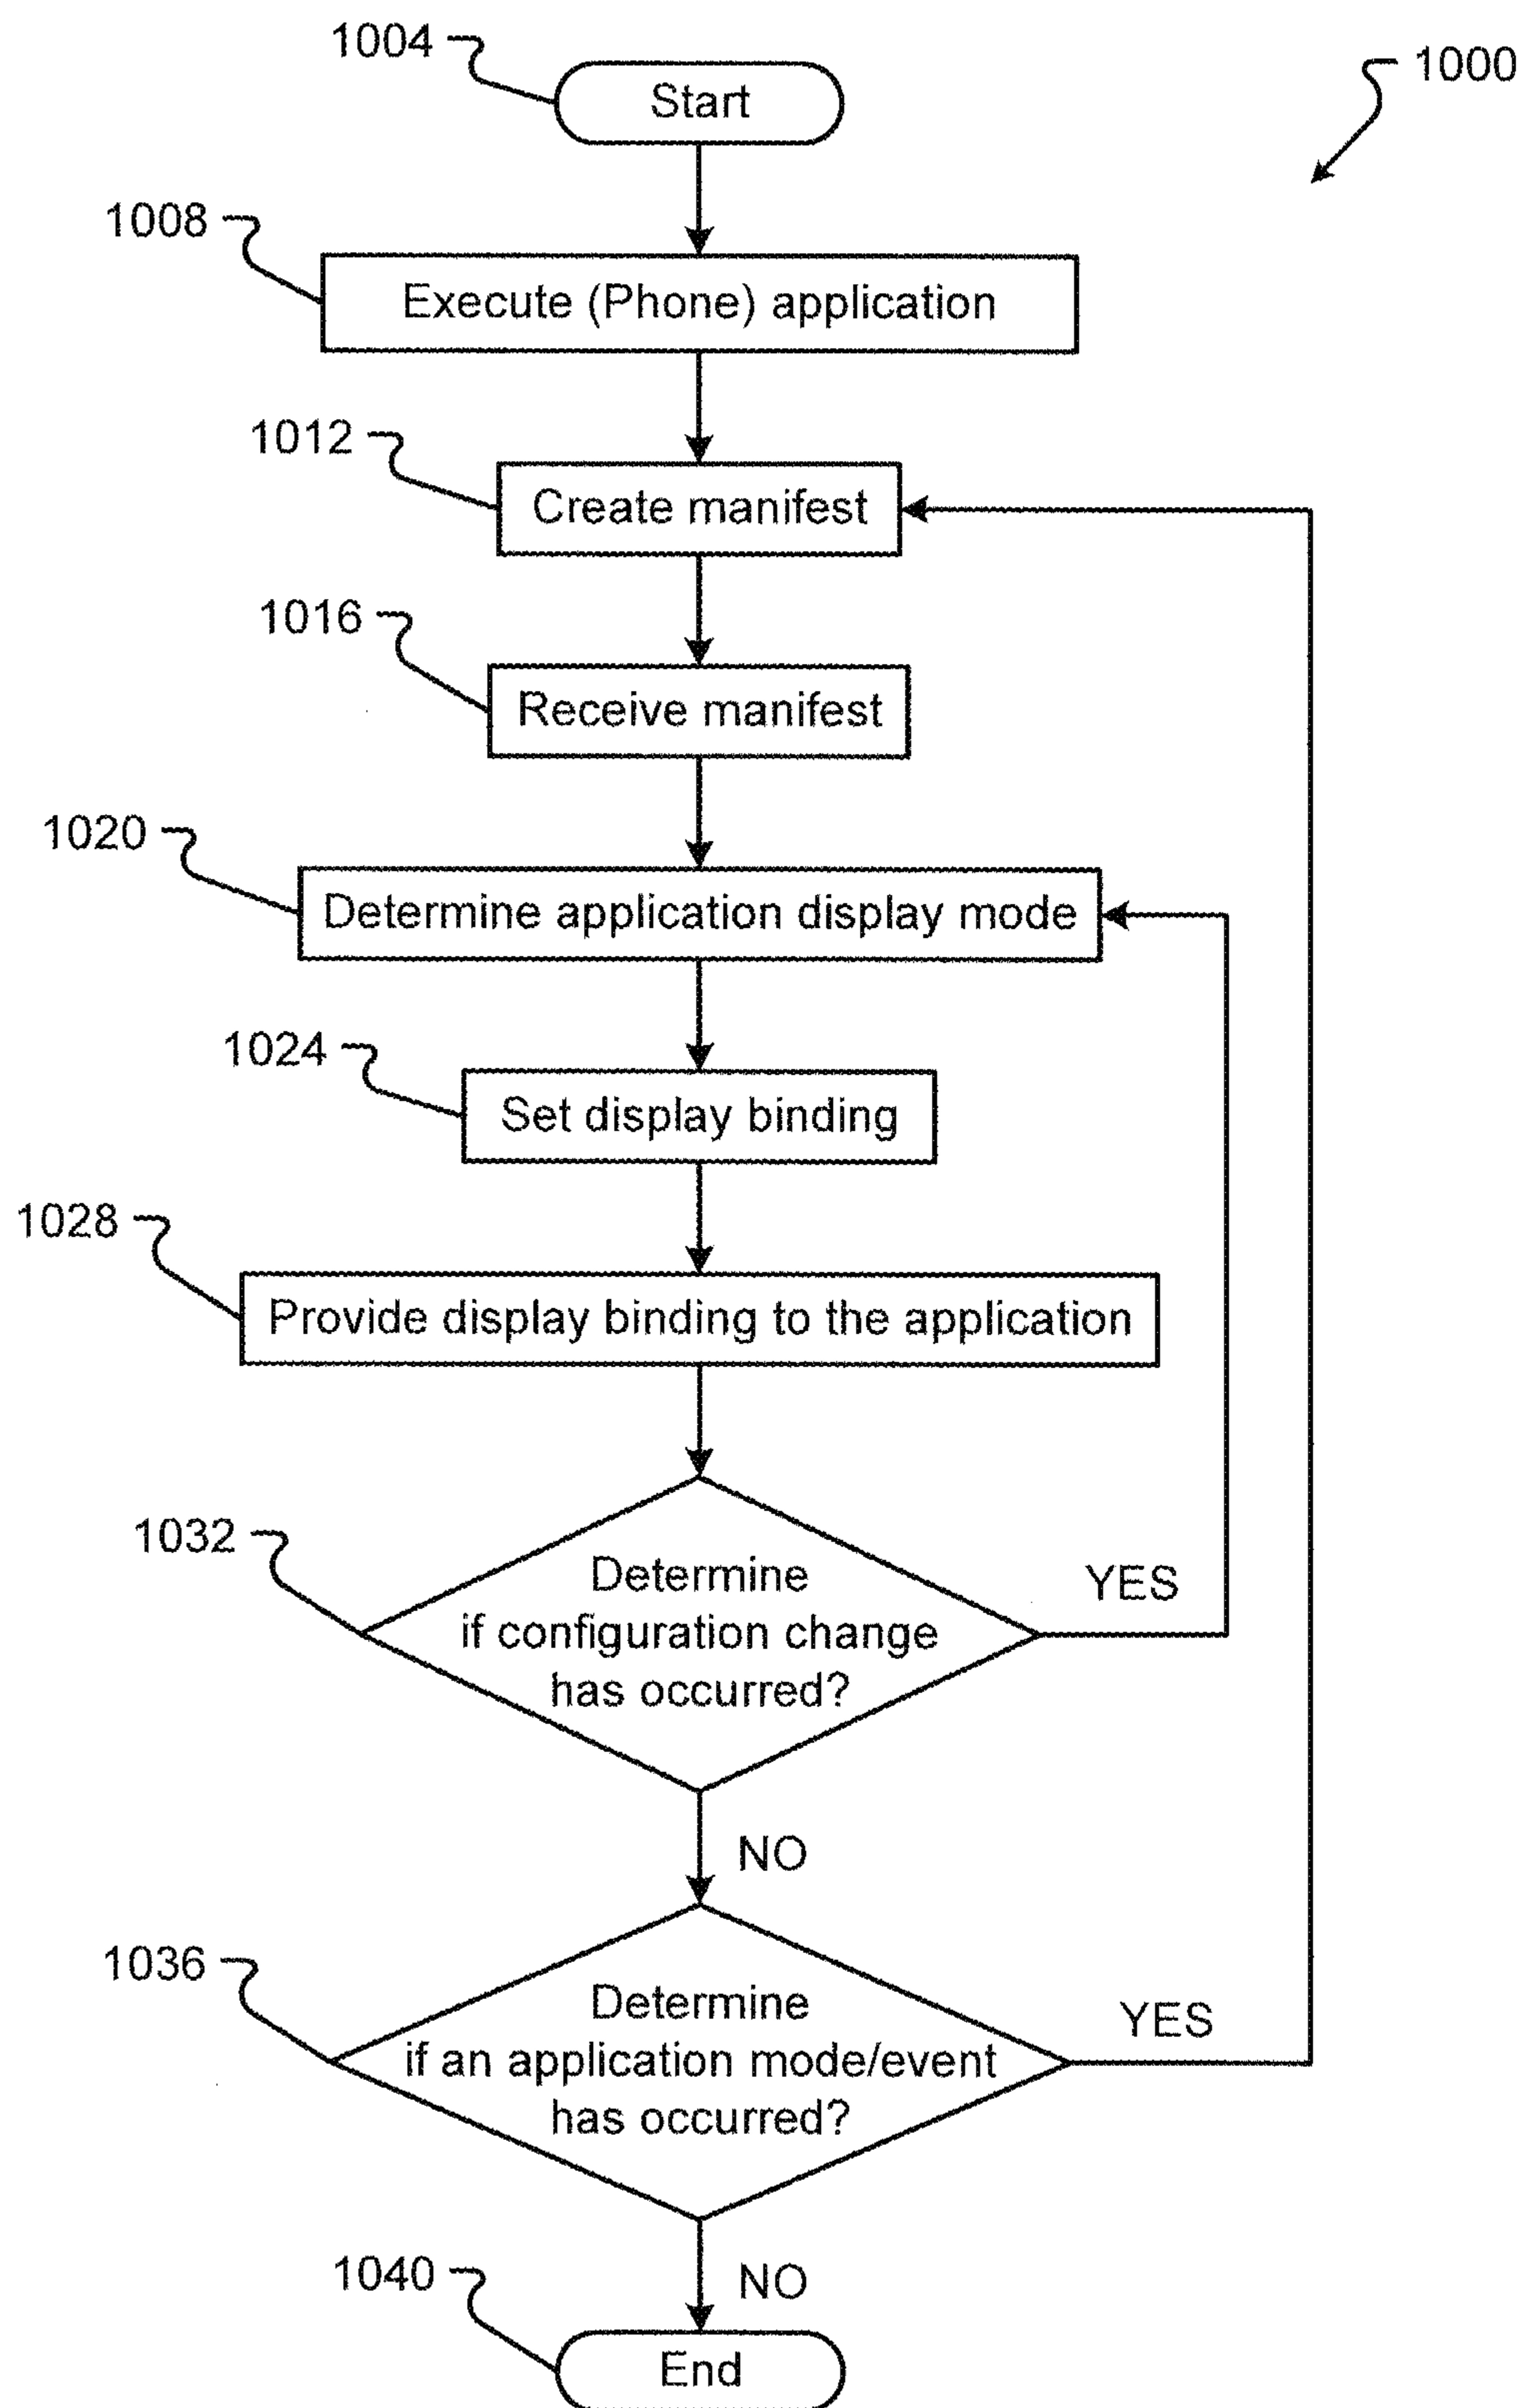 1004
Start
1000
1008
Execute (Phone) application
1012
Create manifest
1016
Receive manifest
1020
Determine application display mode
1024
Set display binding
1028
Provide display binding to the application
1032
Determine
if configuration change
has occurred?
YES
NO
1036
Determine
if an application mode/event
has occurred?
YES
NO
1040
End